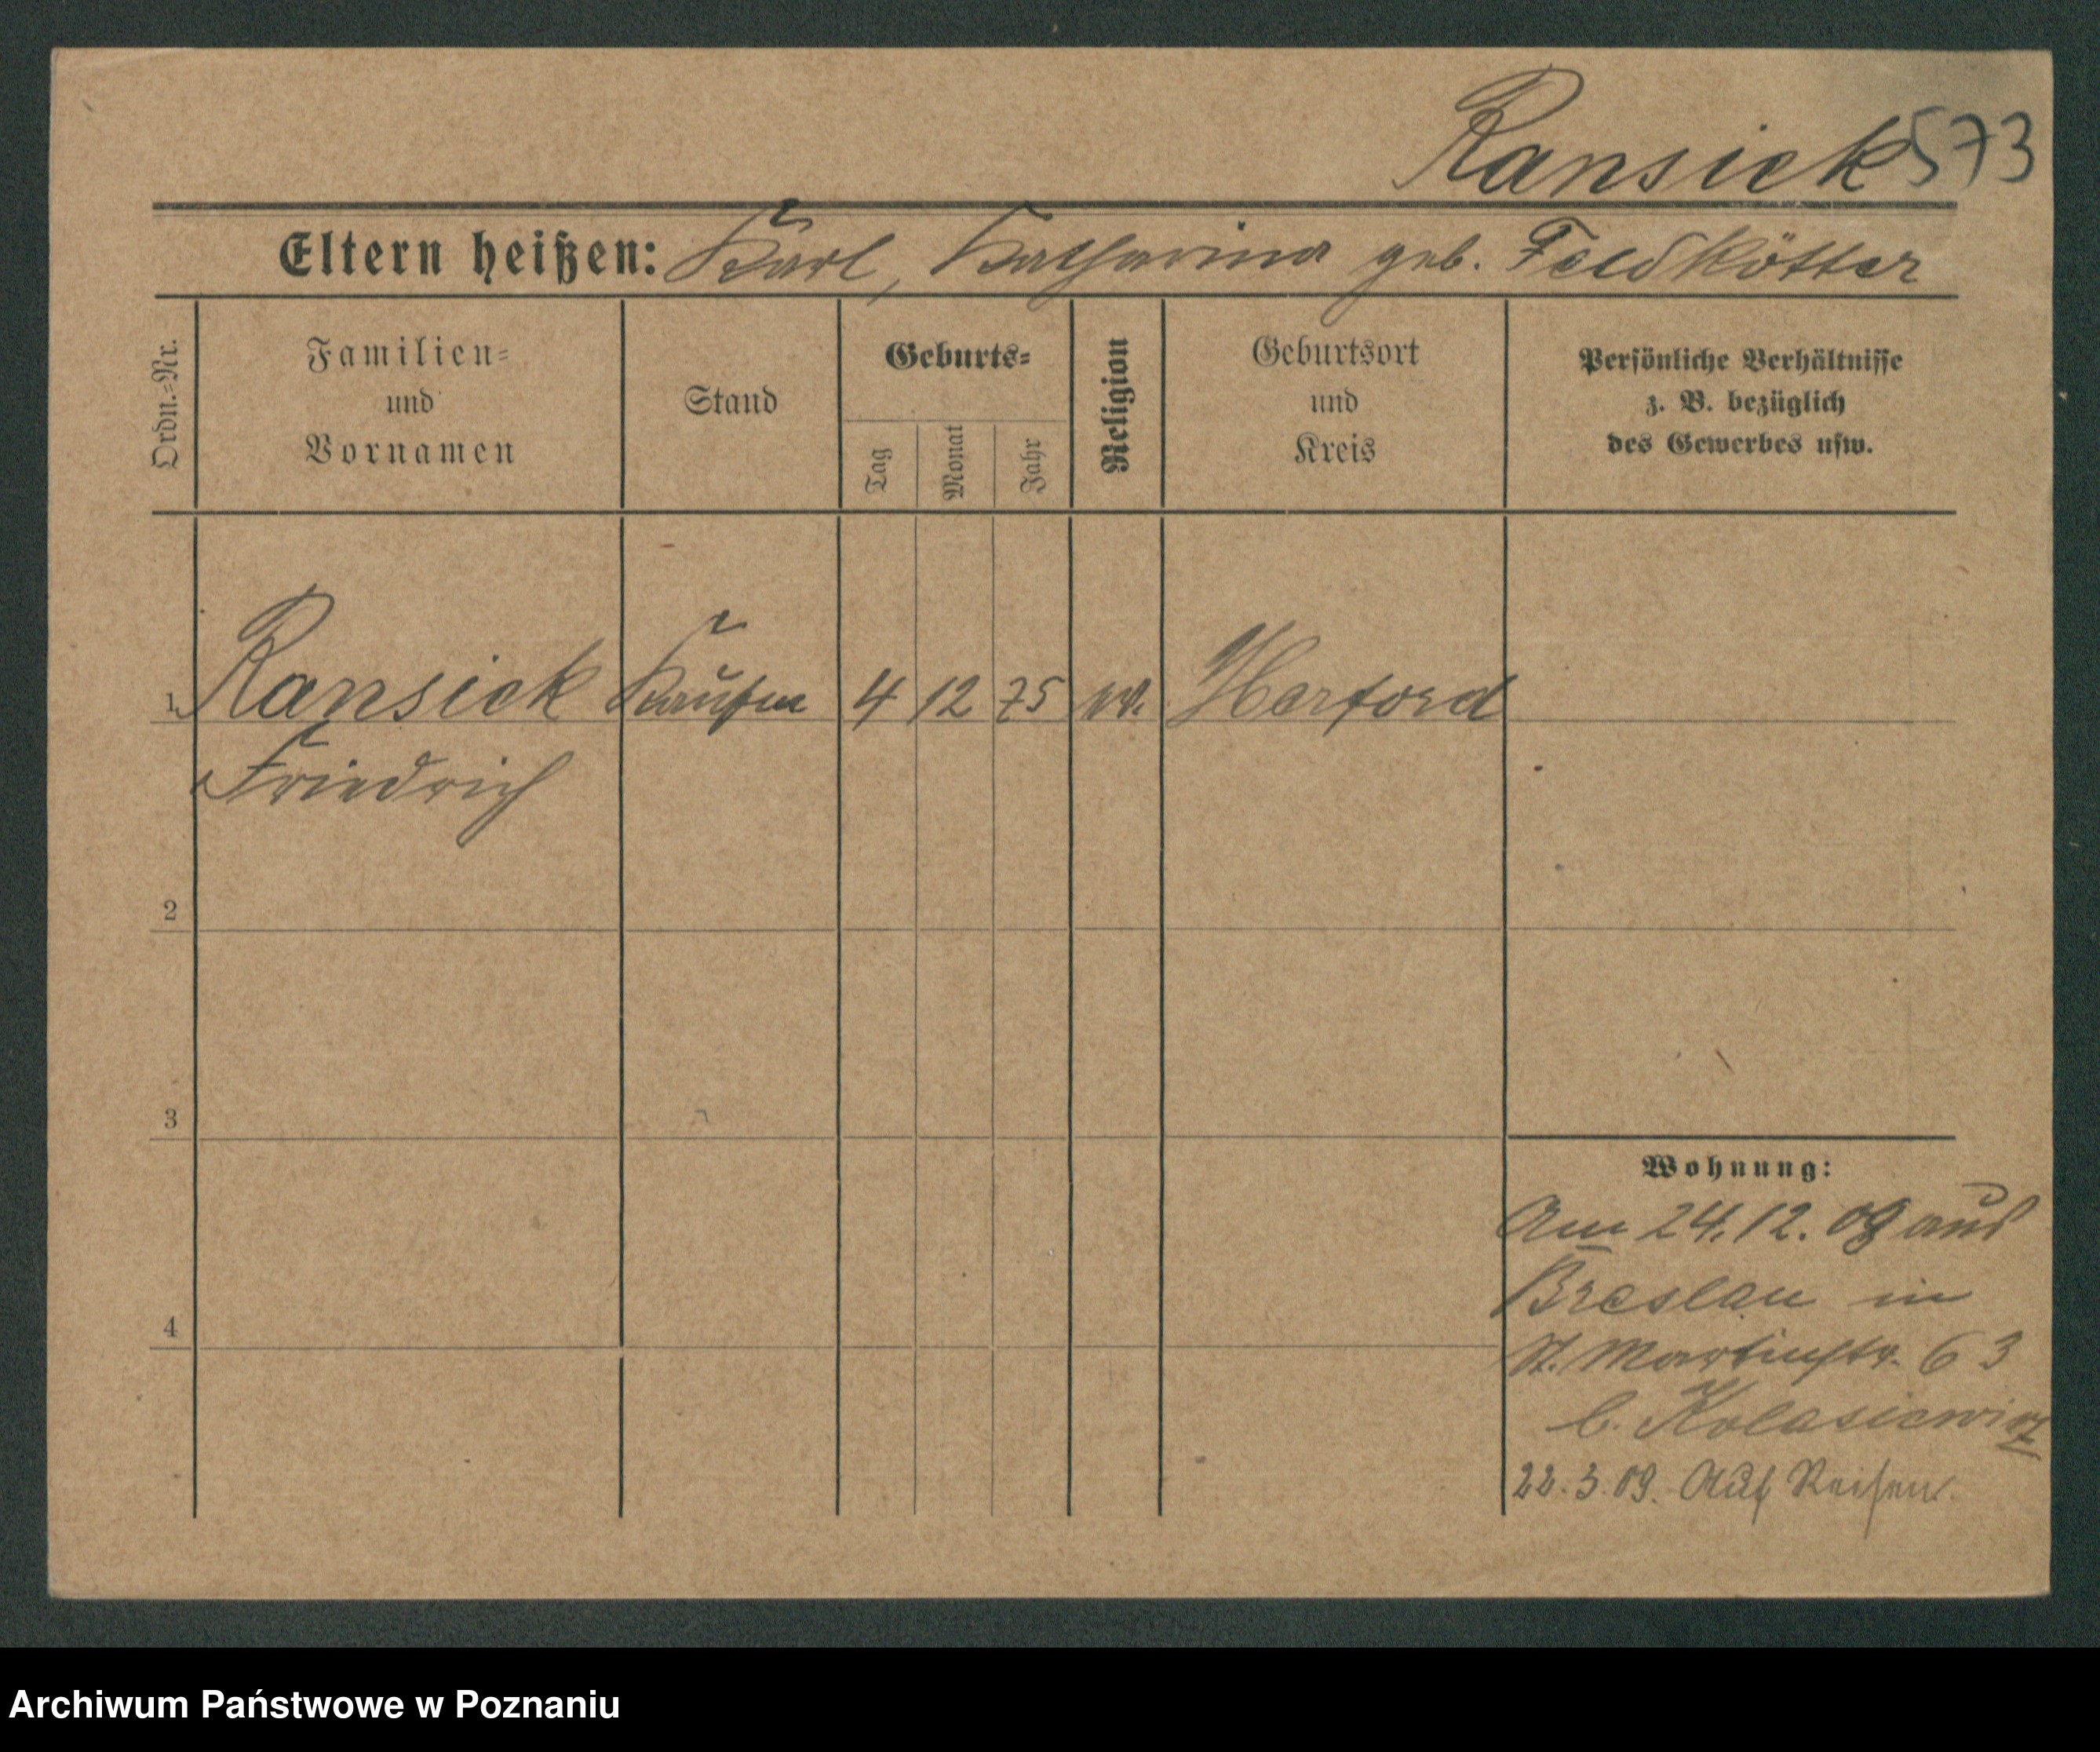 Ransiek 573
Eltern heißen: Karl, Katharina geb. Feldkötter
Ordn.=Nr.
Familien=
und
Vornamen
Stand
Geburts=
Tag
Monat
Jahr
Religion
Geburtsort
und
Kreis
Persönliche Verhältnisse
z. B. bezüglich
des Gewerbes usw.
1 Ransiek Kaufm 4 12 75 Herford
Friedrich
2
3
4
Wohnung:
Am 24.12.08 aus
Breslau in
St. Martinstr. 63
b. Kolasiewicz
22.3.09. Auf Reisen.
Archiwum Państwowe w Poznaniu